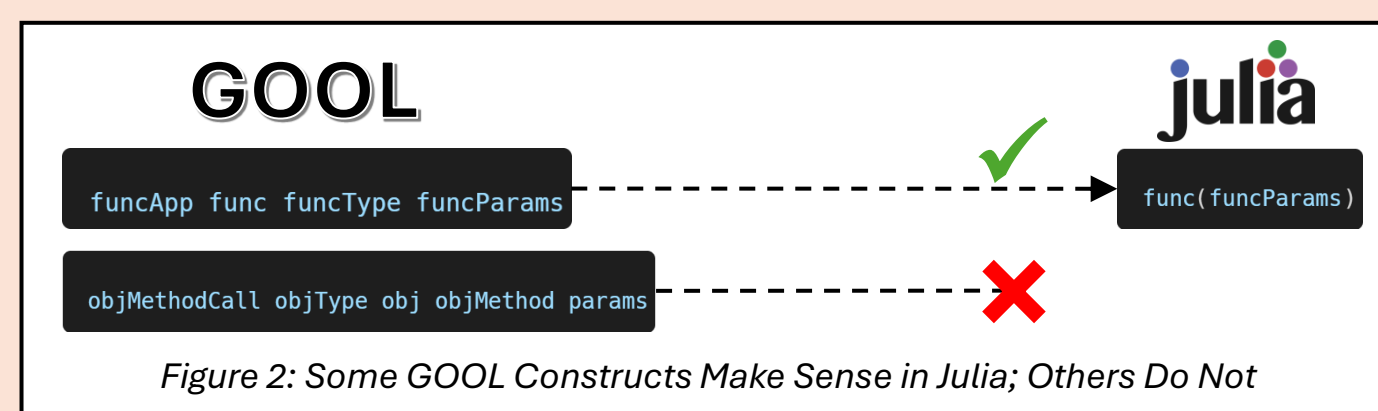 GOOL
julia
funcApp func funcType funcParams
func(funcParams)
objMethodCall objType obj objMethod params
Figure 2: Some GOOL Constructs Make Sense in Julia; Others Do Not